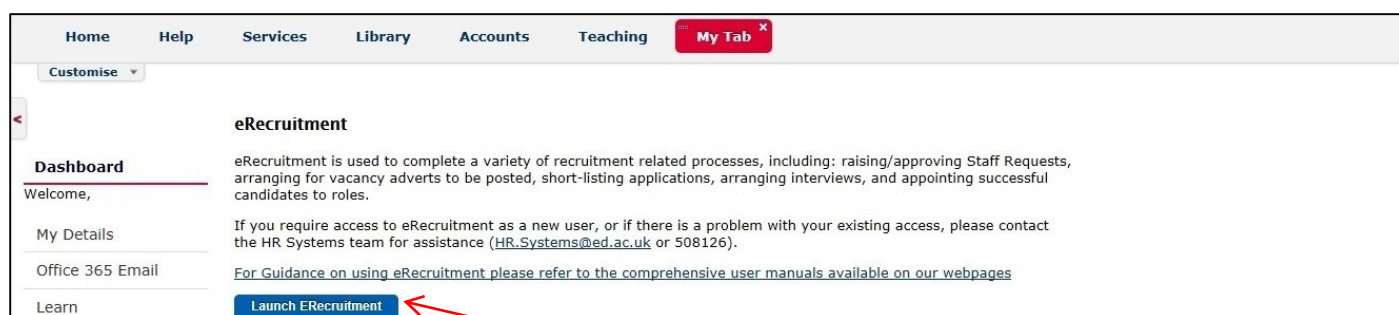 Home Help Services Library Accounts Teaching My Tab x
Customise
<
eRecruitment
Dashboard
Welcome,
My Details
Office 365 Email
Learn
eRecruitment is used to complete a variety of recruitment related processes, including: raising/approving Staff Requests,
arranging for vacancy adverts to be posted, short-listing applications, arranging interviews, and appointing successful
candidates to roles.
If you require access to eRecruitment as a new user, or if there is a problem with your existing access, please contact
the HR Systems team for assistance (HR.Systems@ed.ac.uk or 508126).
For Guidance on using eRecruitment please refer to the comprehensive user manuals available on our webpages
Launch ERecruitment